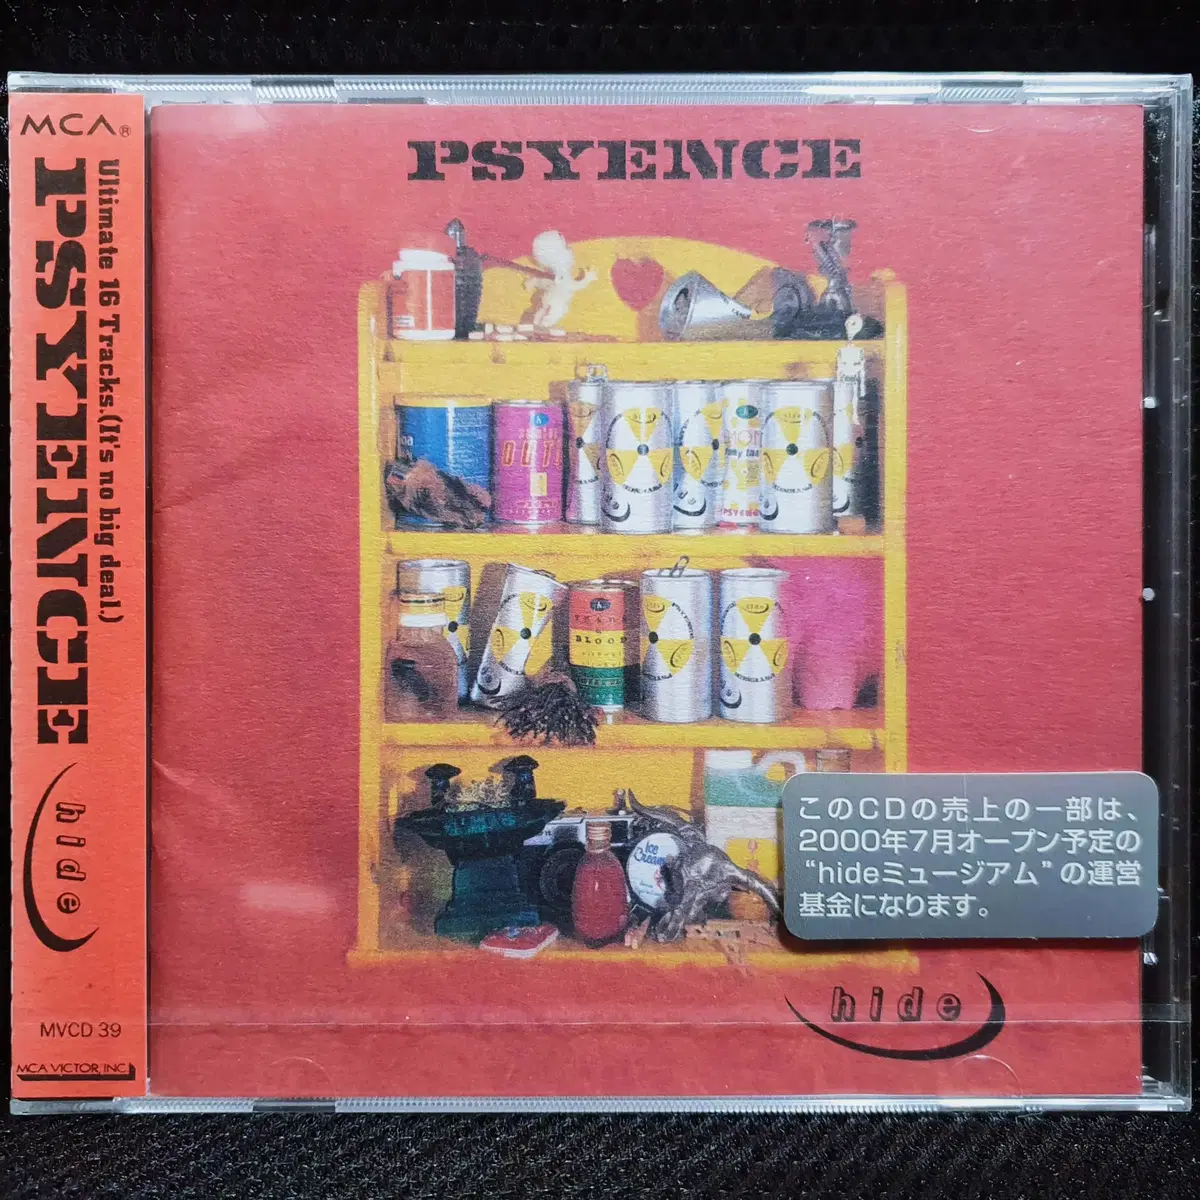 MCA®
PSYENCE
Ultimate 16 Tracks.(It's no big deal.)
hide
MVCD 39
MCA VICTOR, INC.
PSYENCE
BLOOD
Ice
Cream
PSYENCE
hide
このCDの売上の一部は、
2000年7月オープン予定の
“hideミュージアム”の運営
基金になります。